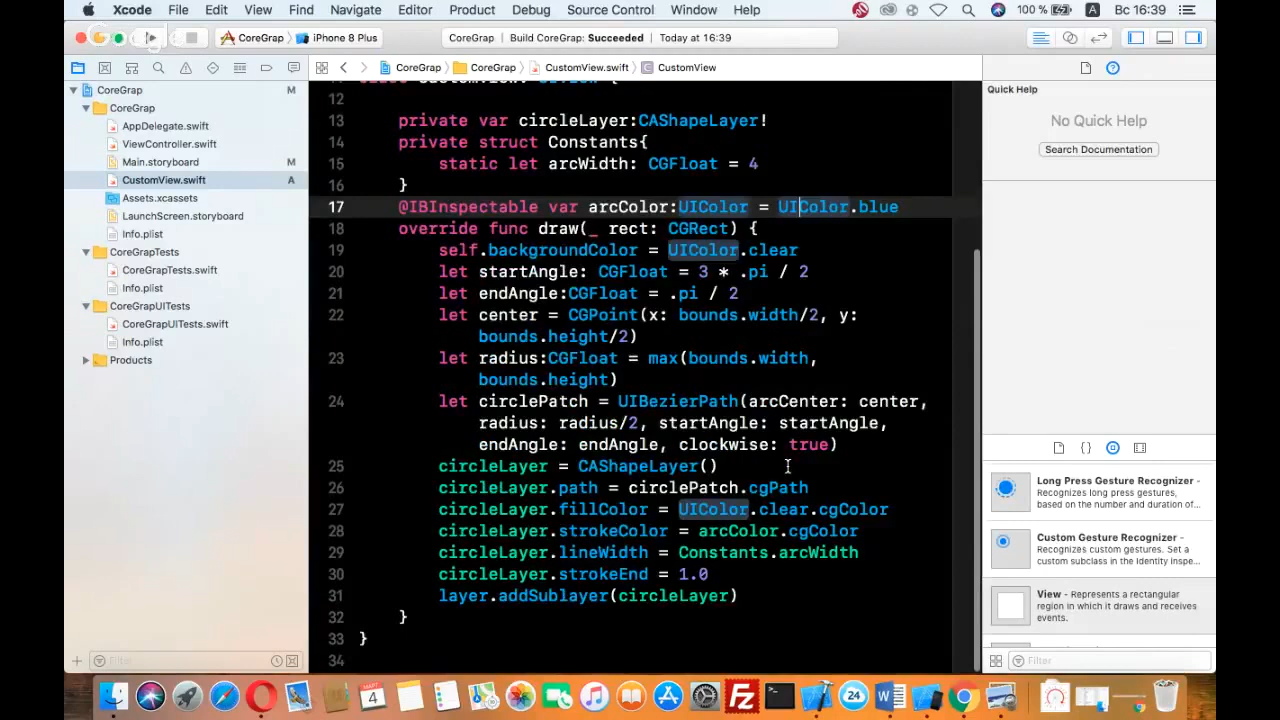 Xcode File Edit View Find Navigate Editor Product Debug Source Control Window Help 100 % A Вс 16:39
CoreGrap iPhone 8 Plus CoreGrap Build CoreGrap: Succeeded Today at 16:39
CoreGrap CoreGrap CustomView.swift C CustomView
CoreGrap M
CoreGrap
AppDelegate.swift
ViewController.swift
Main.storyboard M
CustomView.swift A
Assets.xcassets
LaunchScreen.storyboard
Info.plist
CoreGrapTests
CoreGrapTests.swift
Info.plist
CoreGrapUITests
CoreGrapUITests.swift
Info.plist
Products
Filter
12
13 private var circleLayer:CAShapeLayer!
14 private struct Constants{
15 static let arcWidth: CGFloat = 4
16 }
17 @IBInspectable var arcColor:UIColor = UIColor.blue
18 override func draw(_ rect: CGRect) {
19 self.backgroundColor = UIColor.clear
20 let startAngle: CGFloat = 3 * .pi / 2
21 let endAngle:CGFloat = .pi / 2
22 let center = CGPoint(x: bounds.width/2, y:
bounds.height/2)
23 let radius:CGFloat = max(bounds.width,
bounds.height)
24 let circlePatch = UIBezierPath(arcCenter: center,
radius: radius/2, startAngle: startAngle,
endAngle: endAngle, clockwise: true)
25 circleLayer = CAShapeLayer()
26 circleLayer.path = circlePatch.cgPath
27 circleLayer.fillColor = UIColor.clear.cgColor
28 circleLayer.strokeColor = arcColor.cgColor
29 circleLayer.lineWidth = Constants.arcWidth
30 circleLayer.strokeEnd = 1.0
31 layer.addSublayer(circleLayer)
32 }
33 }
34
Quick Help
No Quick Help
Search Documentation
{ }
Long Press Gesture Recognizer -
Recognizes long press gestures,
based on the number and duration of...
Custom Gesture Recognizer -
Recognizes custom gestures. Set a
custom subclass in the identity inspe...
View - Represents a rectangular
region in which it draws and receives
events.
Filter
4
FZ
24
W